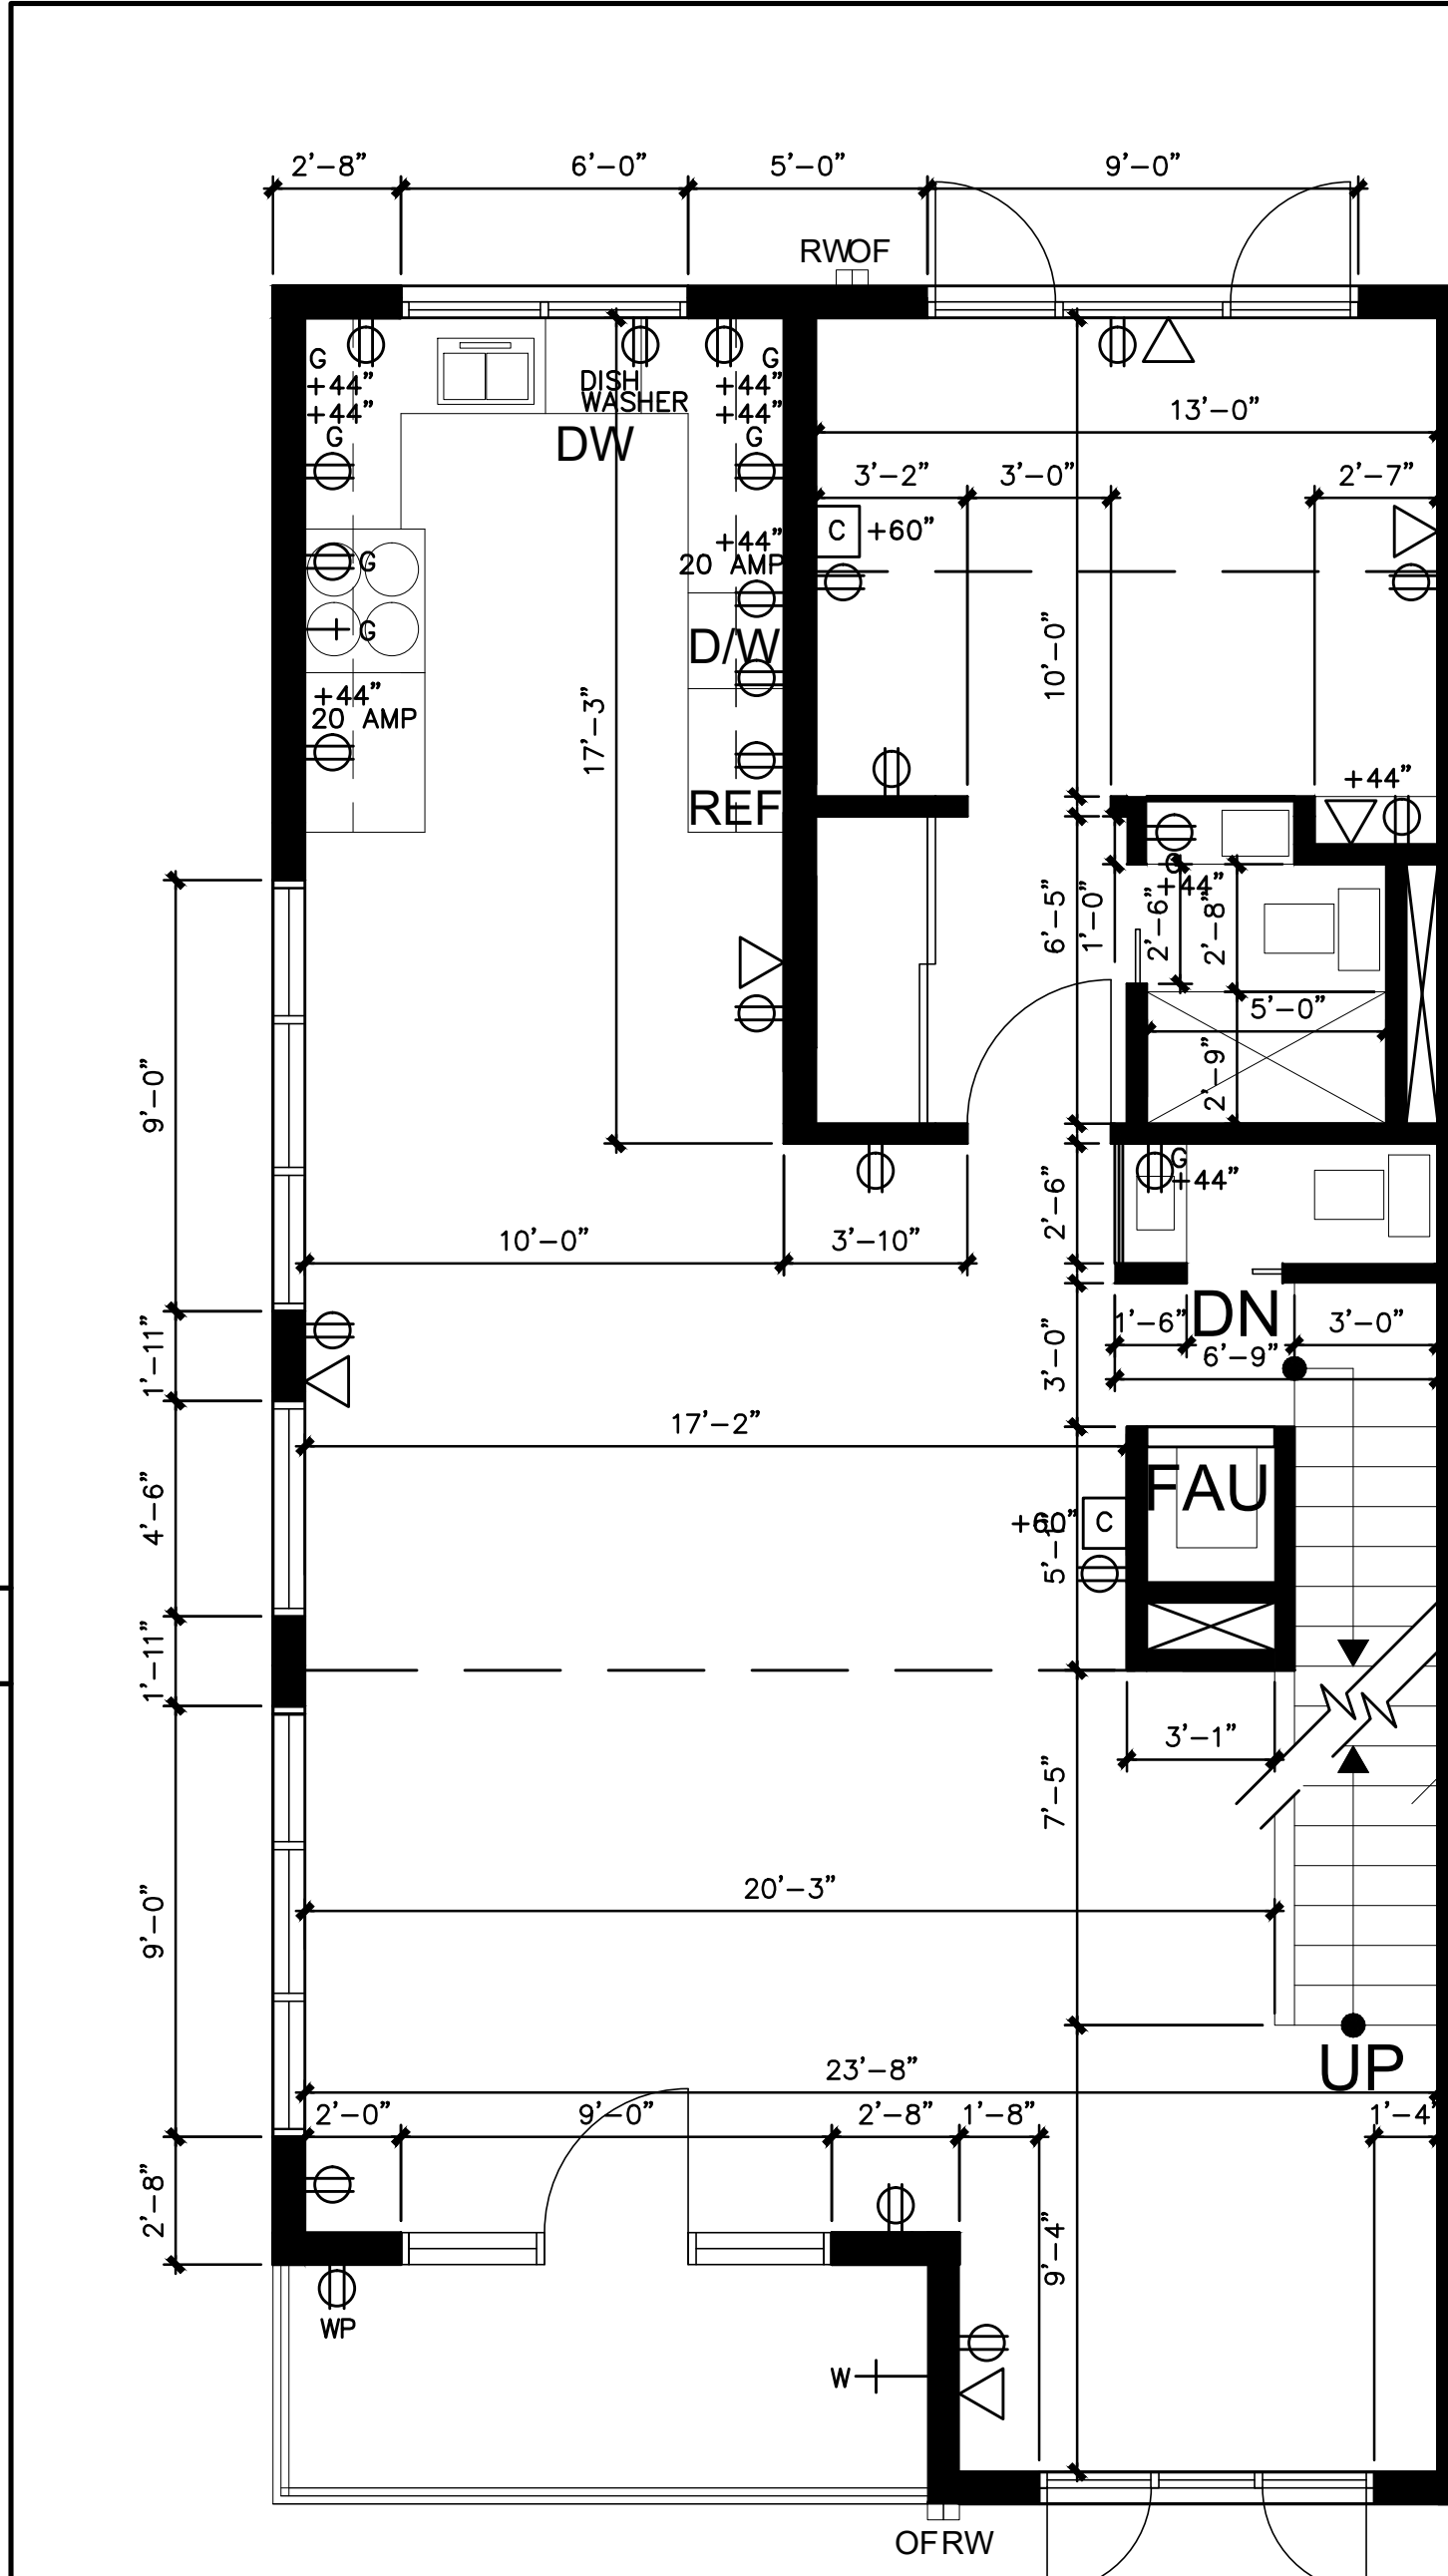 2'-8" 6'-0" 5'-0" 9'-0"
RWOF
G G
+44" +44"
+44" +44"
G G
DISH
WASHER
DW
13'-0"
3'-2" 3'-0" 2'-7"
C +60"
+44"
20 AMP
G
G
D/W
10'-0"
+44"
20 AMP
17'-3"
REF
+44"
G
+44"
6'-5"
1'-0"
2'-6"
2'-8"
5'-0"
2'-9"
9'-0"
G
+44"
2'-6"
10'-0" 3'-10"
DN
1'-6" 3'-0"
6'-9"
3'-0"
1'-11"
17'-2"
FAU
4'-6"
+60" C
1'-11"
3'-1"
7'-5"
20'-3"
9'-0"
UP
23'-8"
2'-0" 9'-0" 2'-8" 1'-8" 1'-4"
2'-8"
9'-4"
WP
W
OFRW